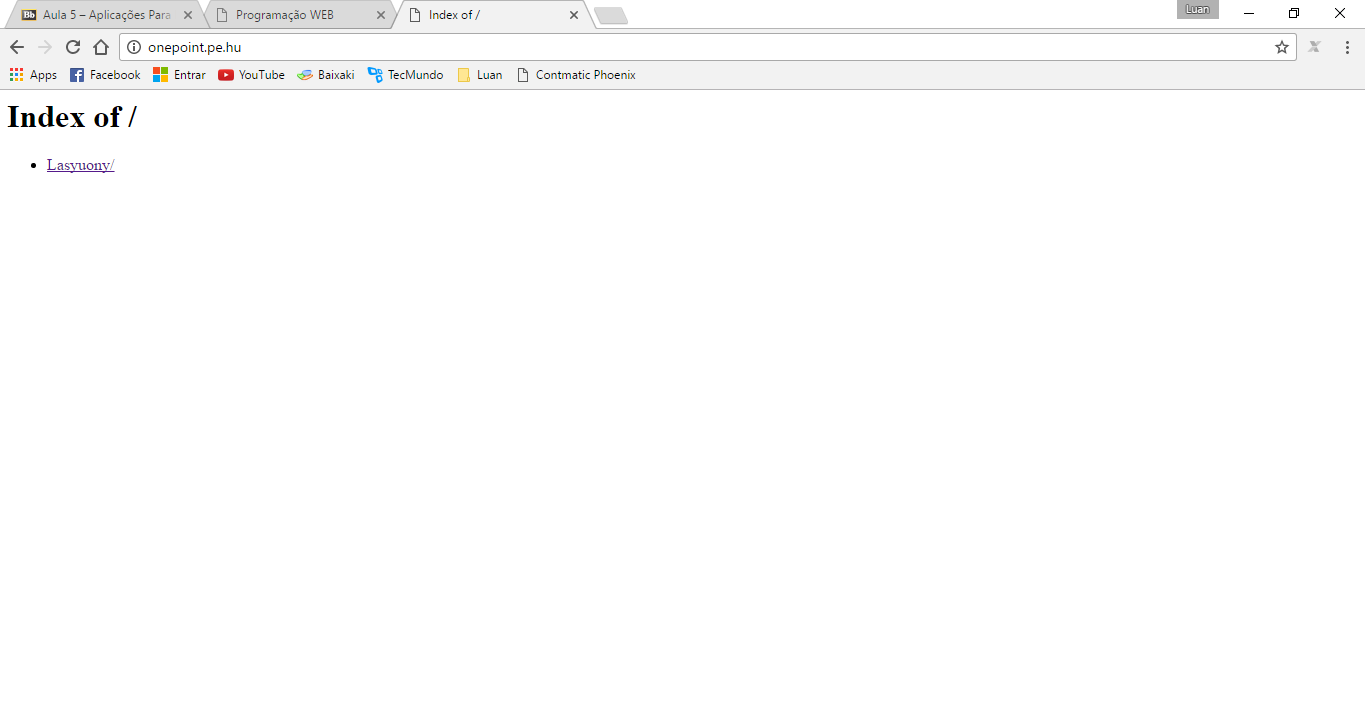 Aula 5 – Aplicações Para
Programação WEB
Index of /
Luan
onepoint.pe.hu
Apps Facebook Entrar YouTube Baixaki TecMundo Luan Contmatic Phoenix
Index of /
Lasyuony/